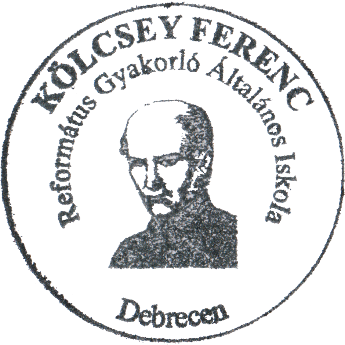 KÖLCSEY FERENC
Református Gyakorló Általános Iskola
Debrecen